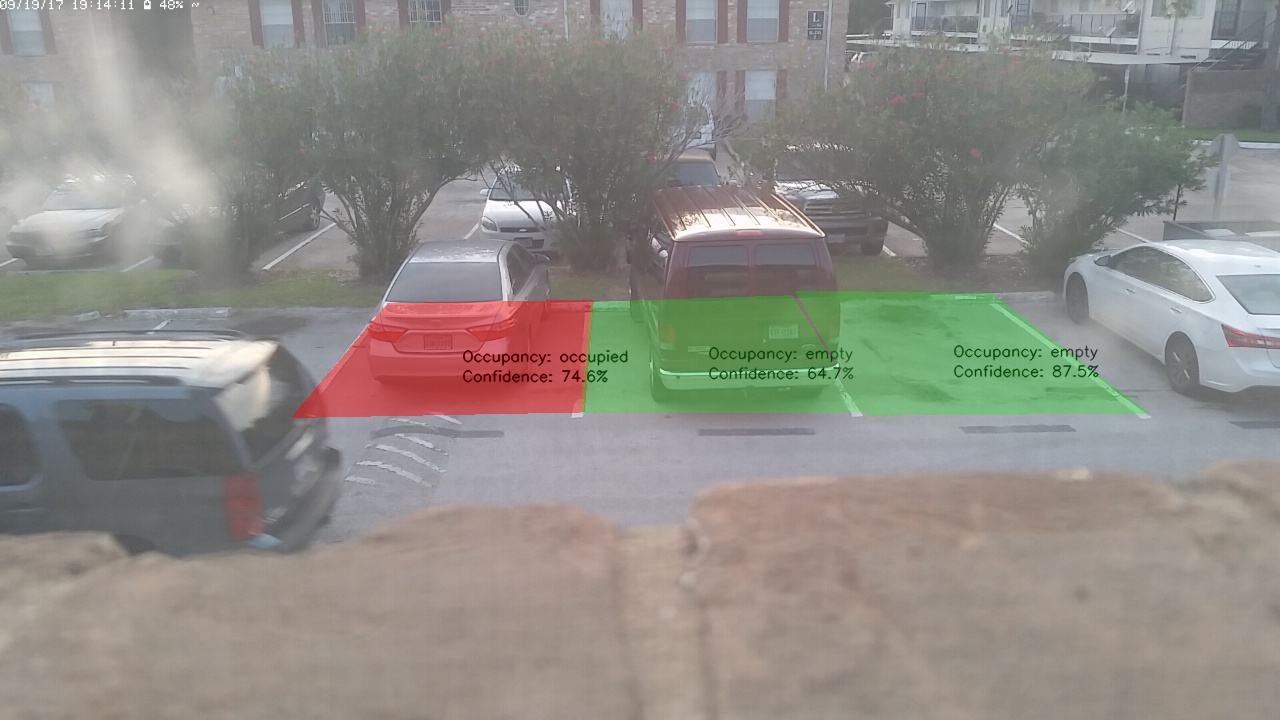 09/19/17 19:14:11 48% ~
L
Occupancy: occupied
Confidence: 74.6%
Occupancy: empty
Confidence: 64.7%
Occupancy: empty
Confidence: 87.5%